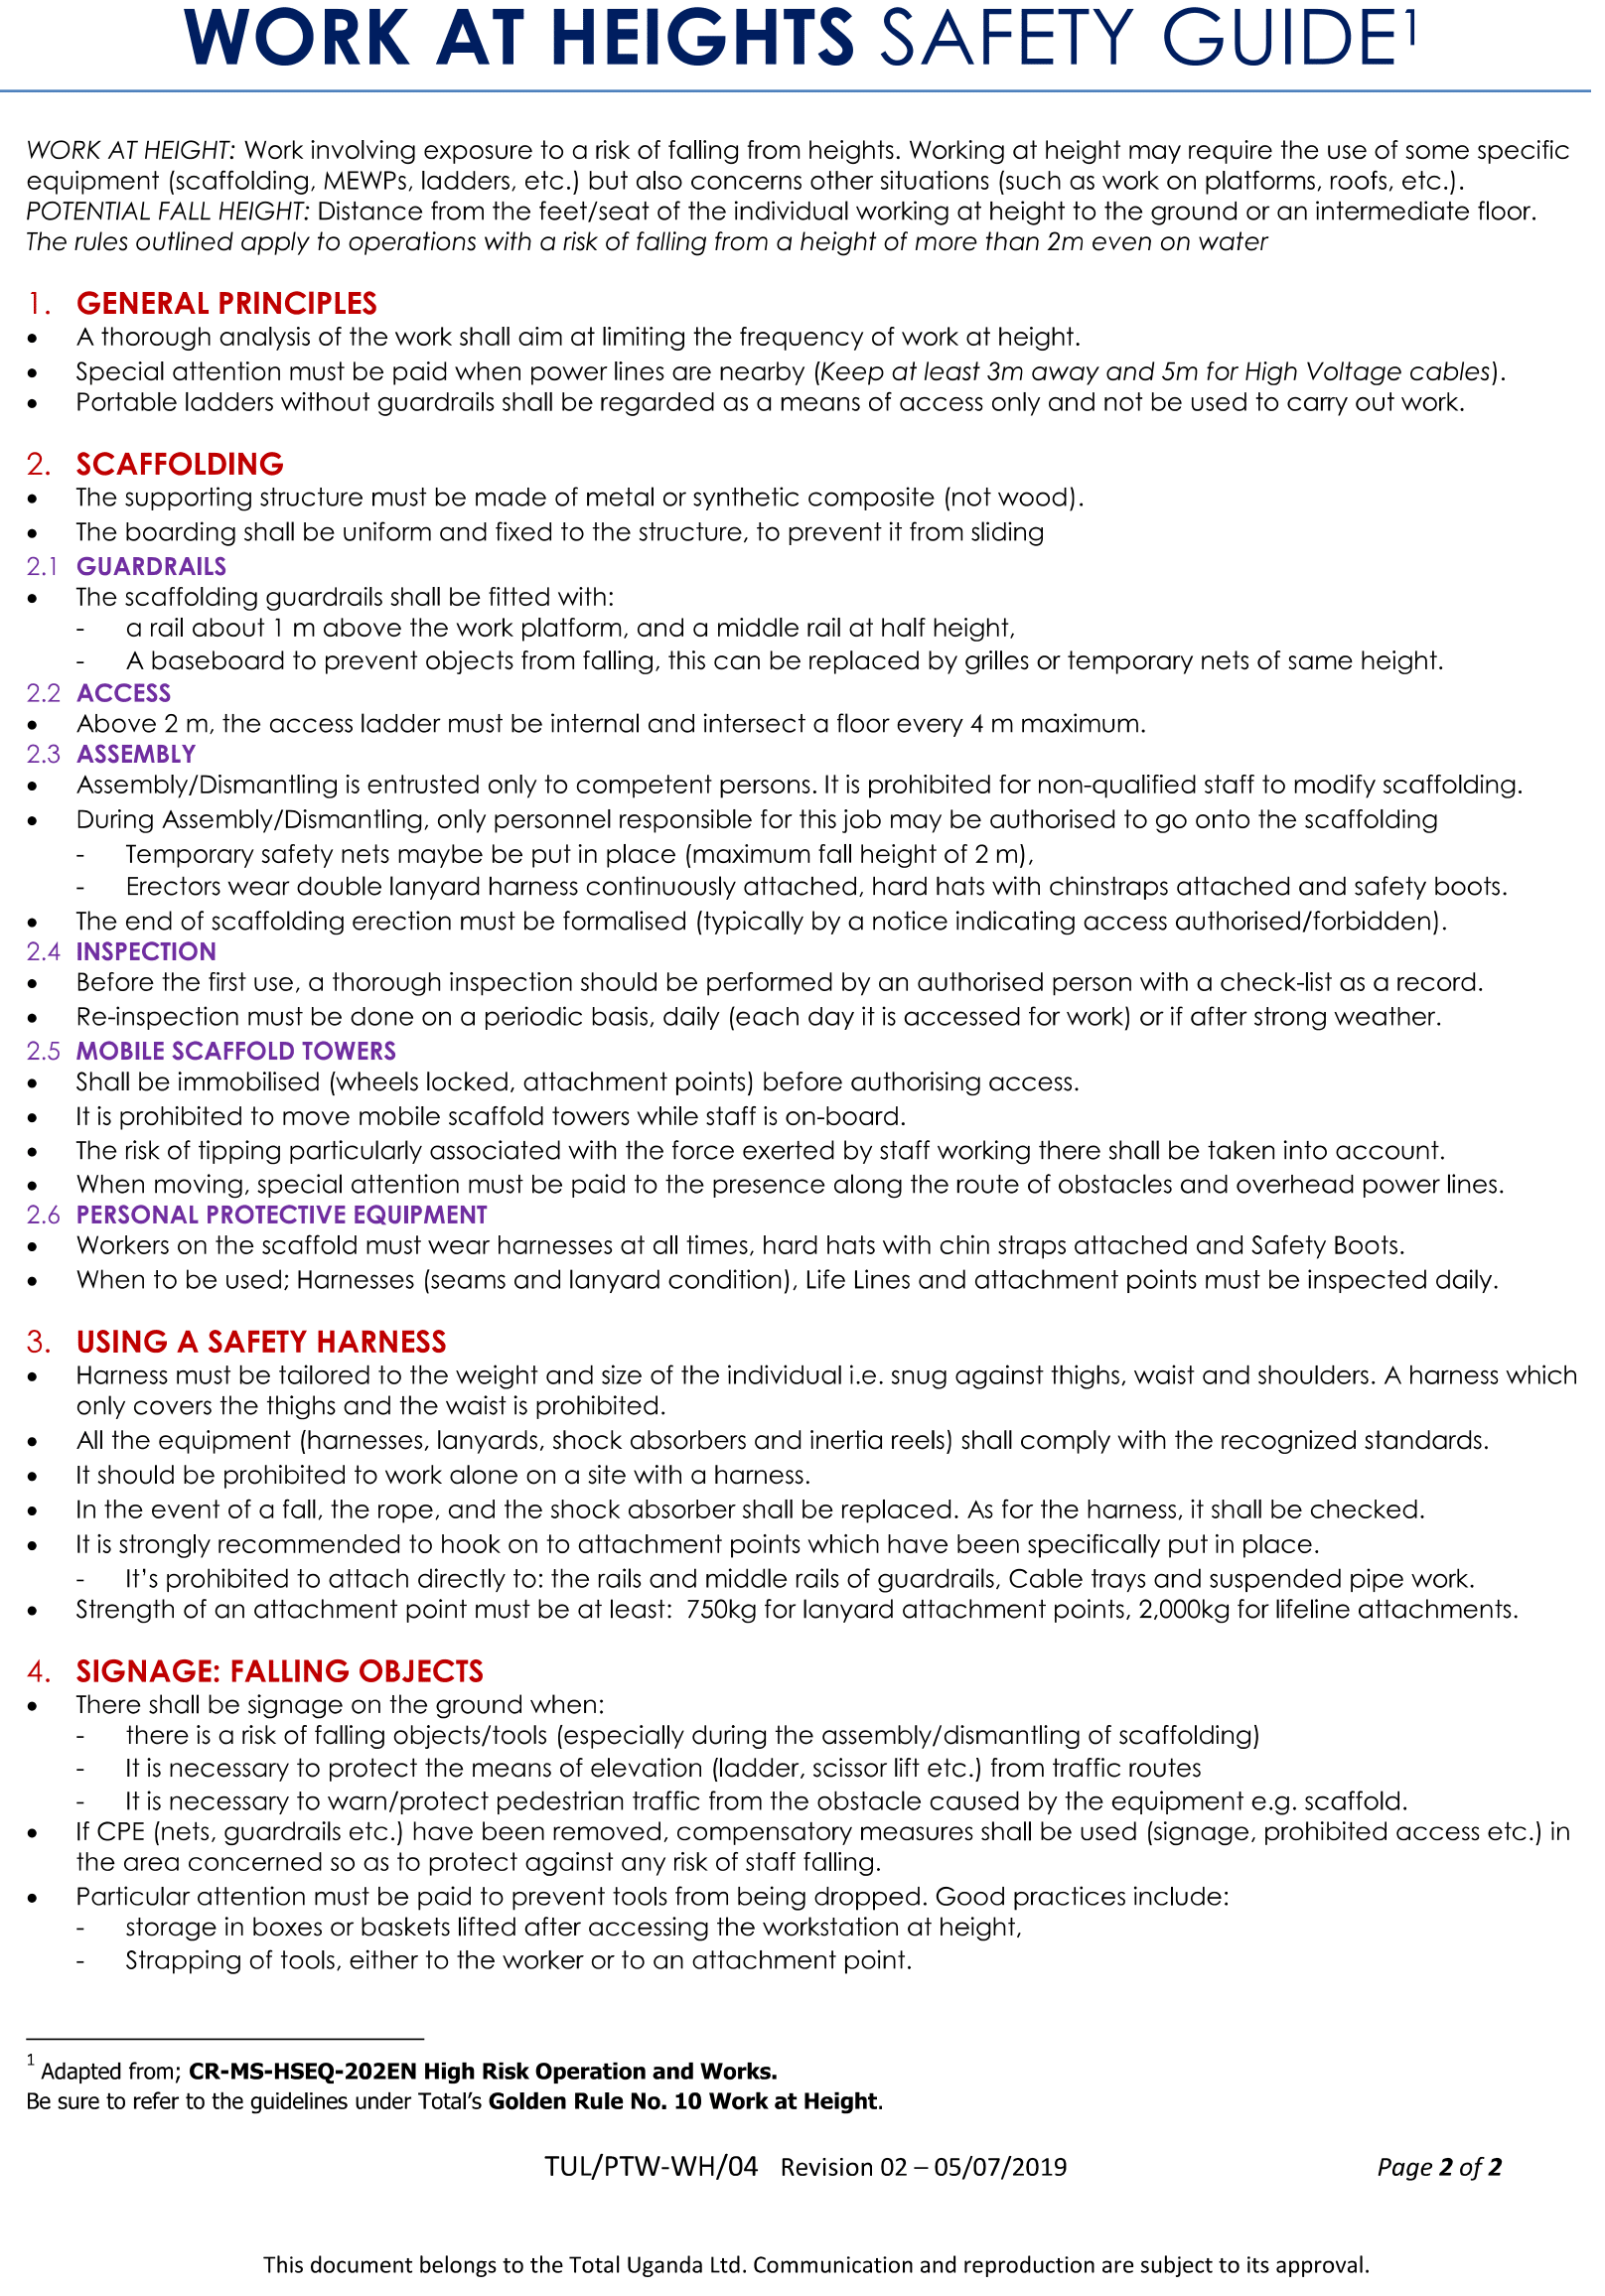 WORK AT HEIGHTS SAFETY GUIDE1
WORK AT HEIGHT: Work involving exposure to a risk of falling from heights. Working at height may require the use of some specific
equipment (scaffolding, MEWPs, ladders, etc.) but also concerns other situations (such as work on platforms, roofs, etc.).
POTENTIAL FALL HEIGHT: Distance from the feet/seat of the individual working at height to the ground or an intermediate floor.
The rules outlined apply to operations with a risk of falling from a height of more than 2m even on water
1. GENERAL PRINCIPLES
• A thorough analysis of the work shall aim at limiting the frequency of work at height.
• Special attention must be paid when power lines are nearby (Keep at least 3m away and 5m for High Voltage cables).
• Portable ladders without guardrails shall be regarded as a means of access only and not be used to carry out work.
2. SCAFFOLDING
• The supporting structure must be made of metal or synthetic composite (not wood).
• The boarding shall be uniform and fixed to the structure, to prevent it from sliding
2.1 GUARDRAILS
• The scaffolding guardrails shall be fitted with:
- a rail about 1 m above the work platform, and a middle rail at half height,
- A baseboard to prevent objects from falling, this can be replaced by grilles or temporary nets of same height.
2.2 ACCESS
• Above 2 m, the access ladder must be internal and intersect a floor every 4 m maximum.
2.3 ASSEMBLY
• Assembly/Dismantling is entrusted only to competent persons. It is prohibited for non-qualified staff to modify scaffolding.
• During Assembly/Dismantling, only personnel responsible for this job may be authorised to go onto the scaffolding
- Temporary safety nets maybe be put in place (maximum fall height of 2 m),
- Erectors wear double lanyard harness continuously attached, hard hats with chinstraps attached and safety boots.
• The end of scaffolding erection must be formalised (typically by a notice indicating access authorised/forbidden).
2.4 INSPECTION
• Before the first use, a thorough inspection should be performed by an authorised person with a check-list as a record.
• Re-inspection must be done on a periodic basis, daily (each day it is accessed for work) or if after strong weather.
2.5 MOBILE SCAFFOLD TOWERS
• Shall be immobilised (wheels locked, attachment points) before authorising access.
• It is prohibited to move mobile scaffold towers while staff is on-board.
• The risk of tipping particularly associated with the force exerted by staff working there shall be taken into account.
• When moving, special attention must be paid to the presence along the route of obstacles and overhead power lines.
2.6 PERSONAL PROTECTIVE EQUIPMENT
• Workers on the scaffold must wear harnesses at all times, hard hats with chin straps attached and Safety Boots.
• When to be used; Harnesses (seams and lanyard condition), Life Lines and attachment points must be inspected daily.
3. USING A SAFETY HARNESS
• Harness must be tailored to the weight and size of the individual i.e. snug against thighs, waist and shoulders. A harness which
only covers the thighs and the waist is prohibited.
• All the equipment (harnesses, lanyards, shock absorbers and inertia reels) shall comply with the recognized standards.
• It should be prohibited to work alone on a site with a harness.
• In the event of a fall, the rope, and the shock absorber shall be replaced. As for the harness, it shall be checked.
• It is strongly recommended to hook on to attachment points which have been specifically put in place.
- It's prohibited to attach directly to: the rails and middle rails of guardrails, Cable trays and suspended pipe work.
• Strength of an attachment point must be at least: 750kg for lanyard attachment points, 2,000kg for lifeline attachments.
4. SIGNAGE: FALLING OBJECTS
• There shall be signage on the ground when:
- there is a risk of falling objects/tools (especially during the assembly/dismantling of scaffolding)
- It is necessary to protect the means of elevation (ladder, scissor lift etc.) from traffic routes
- It is necessary to warn/protect pedestrian traffic from the obstacle caused by the equipment e.g. scaffold.
• If CPE (nets, guardrails etc.) have been removed, compensatory measures shall be used (signage, prohibited access etc.) in
the area concerned so as to protect against any risk of staff falling.
• Particular attention must be paid to prevent tools from being dropped. Good practices include:
- storage in boxes or baskets lifted after accessing the workstation at height,
- Strapping of tools, either to the worker or to an attachment point.
1 Adapted from; CR-MS-HSEQ-202EN High Risk Operation and Works.
Be sure to refer to the guidelines under Total's Golden Rule No. 10 Work at Height.
TUL/PTW-WH/04 Revision 02 – 05/07/2019 Page 2 of 2
This document belongs to the Total Uganda Ltd. Communication and reproduction are subject to its approval.